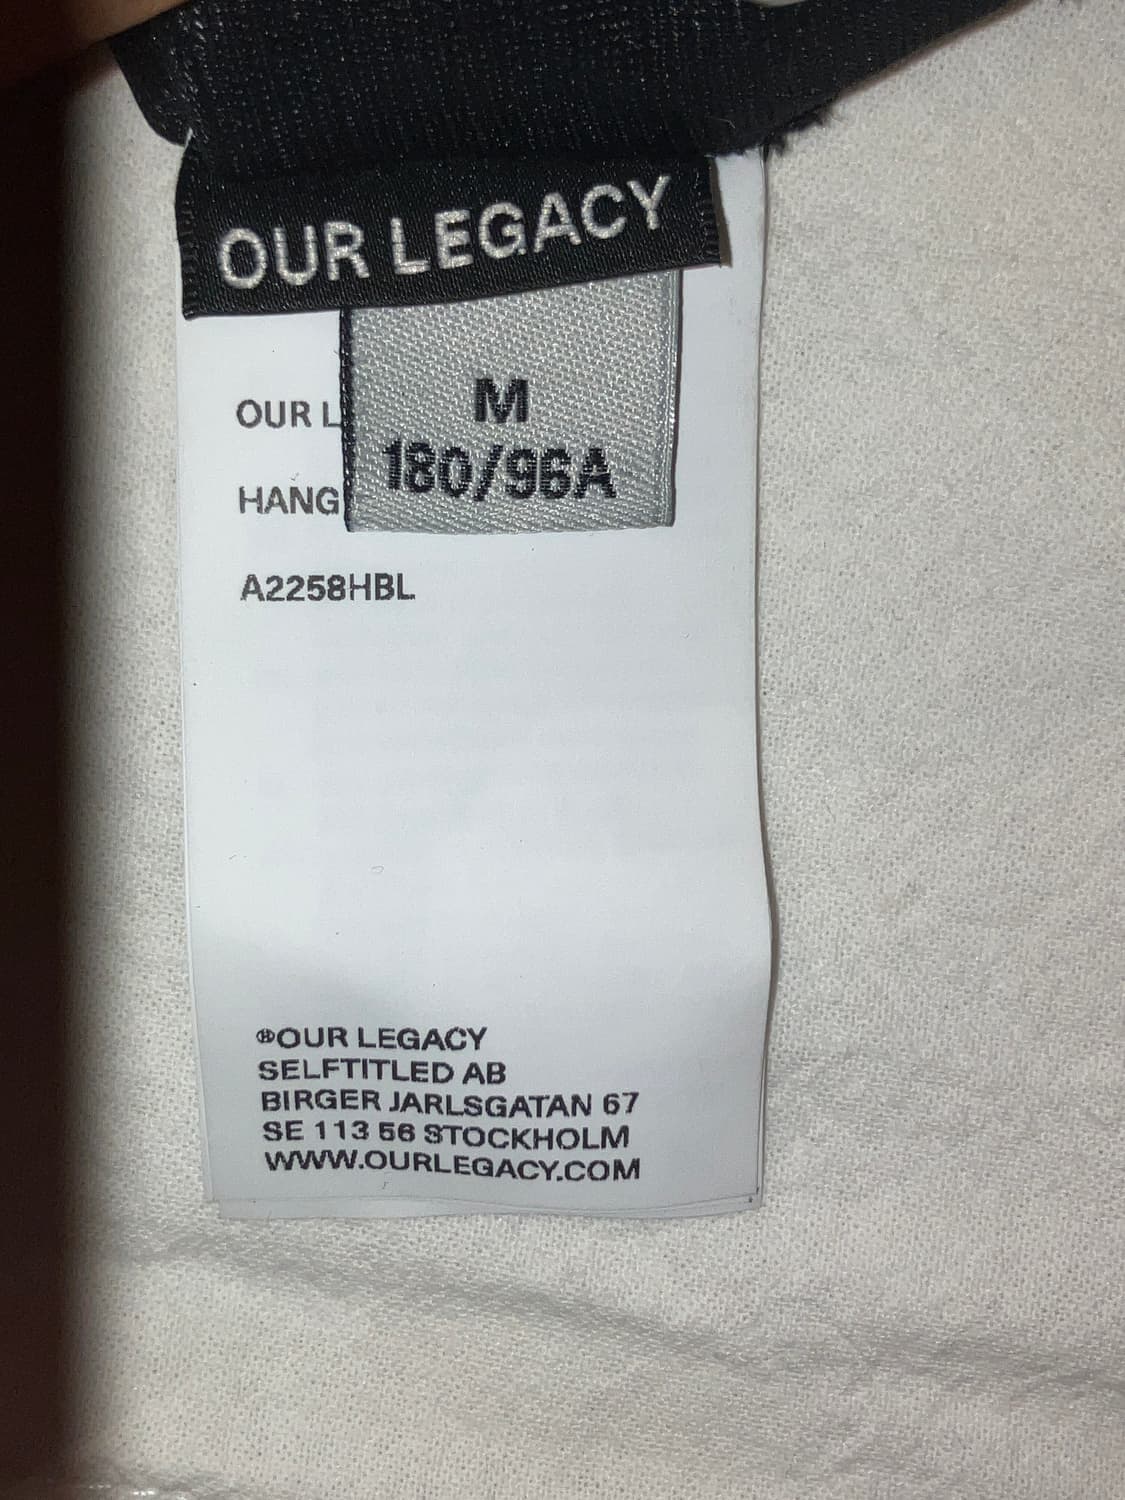 OUR LEGACY
M
180/96A
OUR L
HANG
A2258HBL
®OUR LEGACY
SELFTITLED AB
BIRGER JARLSGATAN 67
SE 113 56 STOCKHOLM
WWW.OURLEGACY.COM